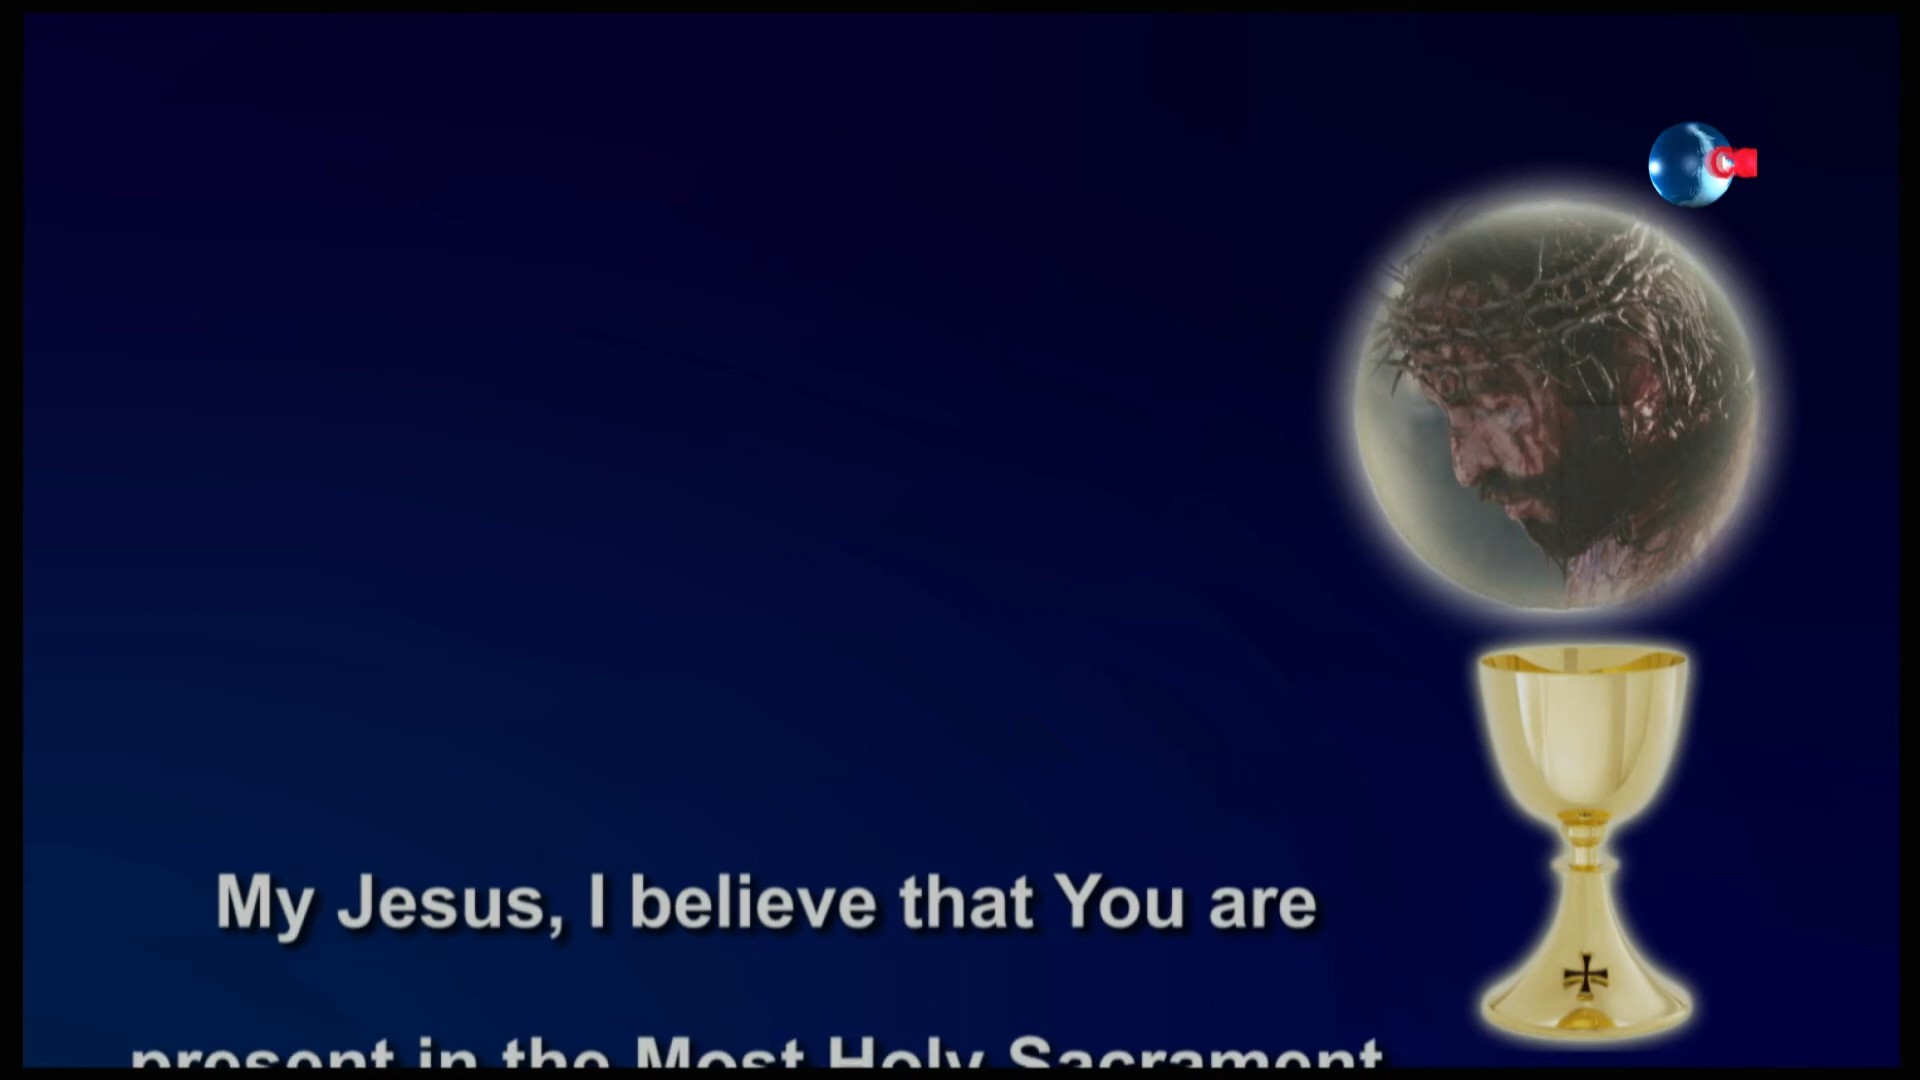 My Jesus, I believe that You are
present in the Most Holy Sacrament